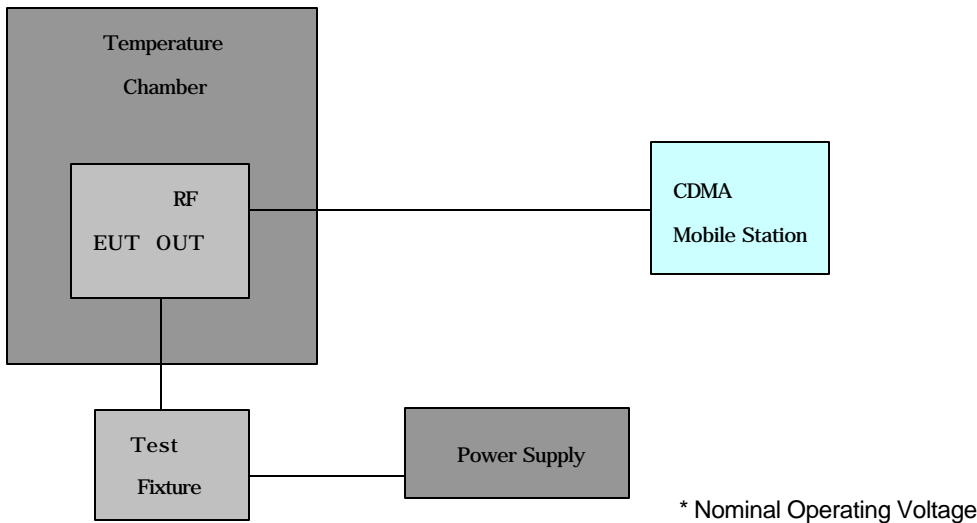 Temperature
Chamber
RF
EUT OUT
CDMA
Mobile Station
Test
Fixture
Power Supply
* Nominal Operating Voltage